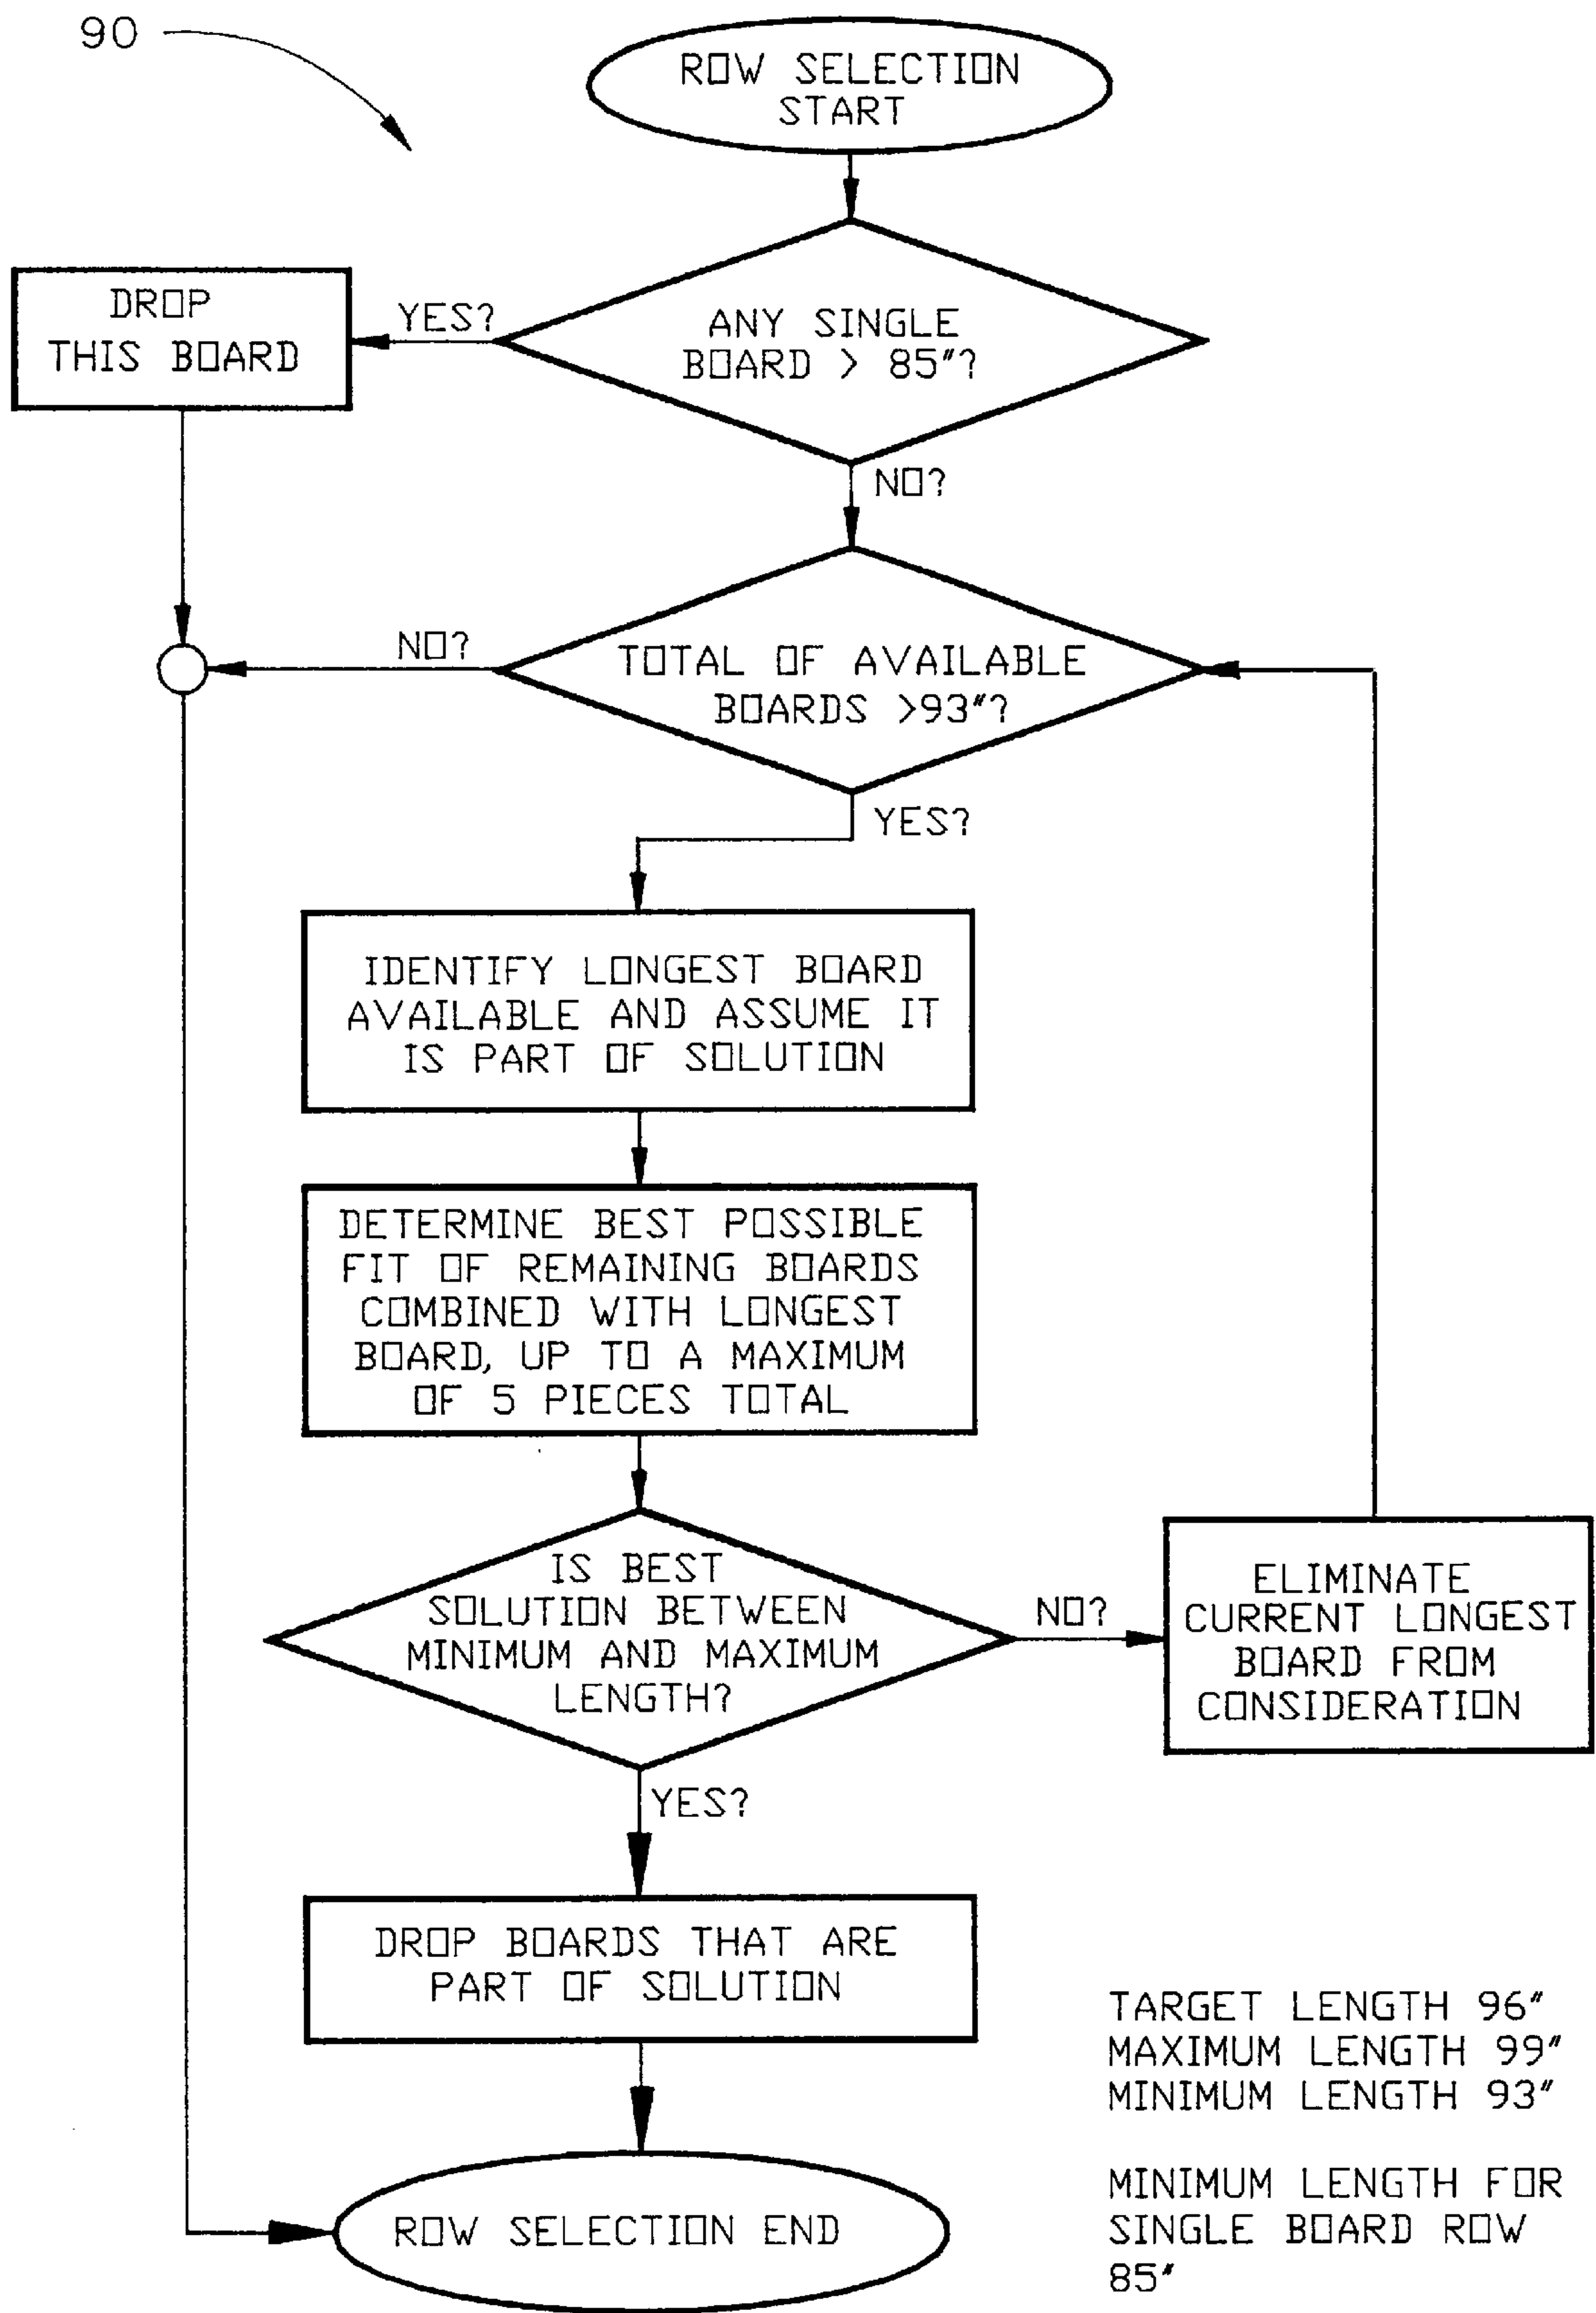 90
ROW SELECTION
START
DROP
THIS BOARD
YES?
ANY SINGLE
BOARD > 85"?
NO?
NO?
TOTAL OF AVAILABLE
BOARDS >93"?
YES?
IDENTIFY LONGEST BOARD
AVAILABLE AND ASSUME IT
IS PART OF SOLUTION
DETERMINE BEST POSSIBLE
FIT OF REMAINING BOARDS
COMBINED WITH LONGEST
BOARD, UP TO A MAXIMUM
OF 5 PIECES TOTAL
IS BEST
SOLUTION BETWEEN
MINIMUM AND MAXIMUM
LENGTH?
NO?
ELIMINATE
CURRENT LONGEST
BOARD FROM
CONSIDERATION
YES?
DROP BOARDS THAT ARE
PART OF SOLUTION
ROW SELECTION END
TARGET LENGTH 96"
MAXIMUM LENGTH 99"
MINIMUM LENGTH 93"
MINIMUM LENGTH FOR
SINGLE BOARD ROW
85"